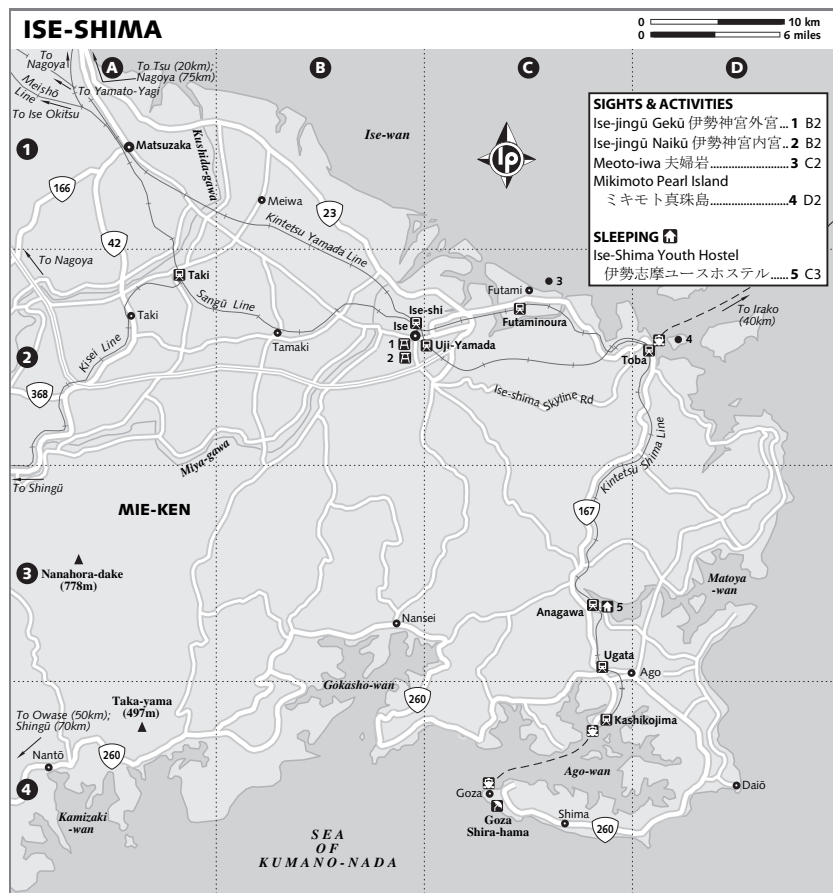 ISE-SHIMA
0 10 km
0 6 miles
To
Nagoya
A
To Tsu (20km);
Nagoya (75km)
B
C
D
Meishō
Line
To Yamato-Yagi
To Ise Okitsu
SIGHTS & ACTIVITIES
Ise-jingū Gekū 伊勢神宮外宮...1 B2
Ise-jingū Naikū 伊勢神宮内宮..2 B2
Meoto-iwa 夫婦岩........................3 C2
Mikimoto Pearl Island
ミキモト真珠島.........................4 D2
SLEEPING
Ise-Shima Youth Hostel
伊勢志摩ユースホステル......5 C3
Ise-wan
lp
1
Matsuzaka
Kushida-gawa
166
Meiwa
23
Kintetsu Yamada Line
42
To Nagoya
Taki
Sangū Line
Futami
3
To Irako
(40km)
Taki
Ise-shi
Futaminoura
Ise
Kisei Line
Tamaki
1
Uji-Yamada
2
4
Toba
2
368
Ise-shima Skyline Rd
Miya-gawa
Kintetsu Shima Line
To Shingū
MIE-KEN
167
3
Nanahora-dake
(778m)
Matoya
-wan
Anagawa
5
Nansei
Ugata
Ago
Gokasho-wan
260
Taka-yama
(497m)
To Owase (50km);
Shingū (70km)
Kashikojima
Nantō
260
Ago-wan
4
Goza
Daiō
Kamizaki
-wan
Goza
Shira-hama
Shima
260
SEA
OF
KUMANO-NADA